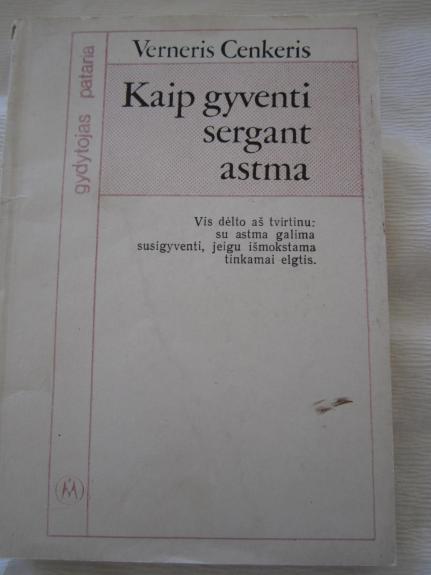 Verneris Cenkeris
Kaip gyventi
sergant
astma
Vis dėlto aš tvirtinu:
su astma galima
susigyventi, jeigu išmokstama
tinkamai elgtis.
gydytojas pataria
M